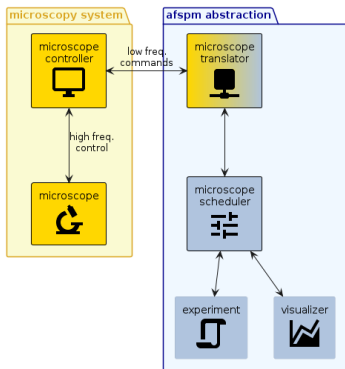 microscopy system
afspm abstraction
microscope
controller
low freq.
commands
microscope
translator
high freq.
control
microscope
microscope
scheduler
experiment
visualizer